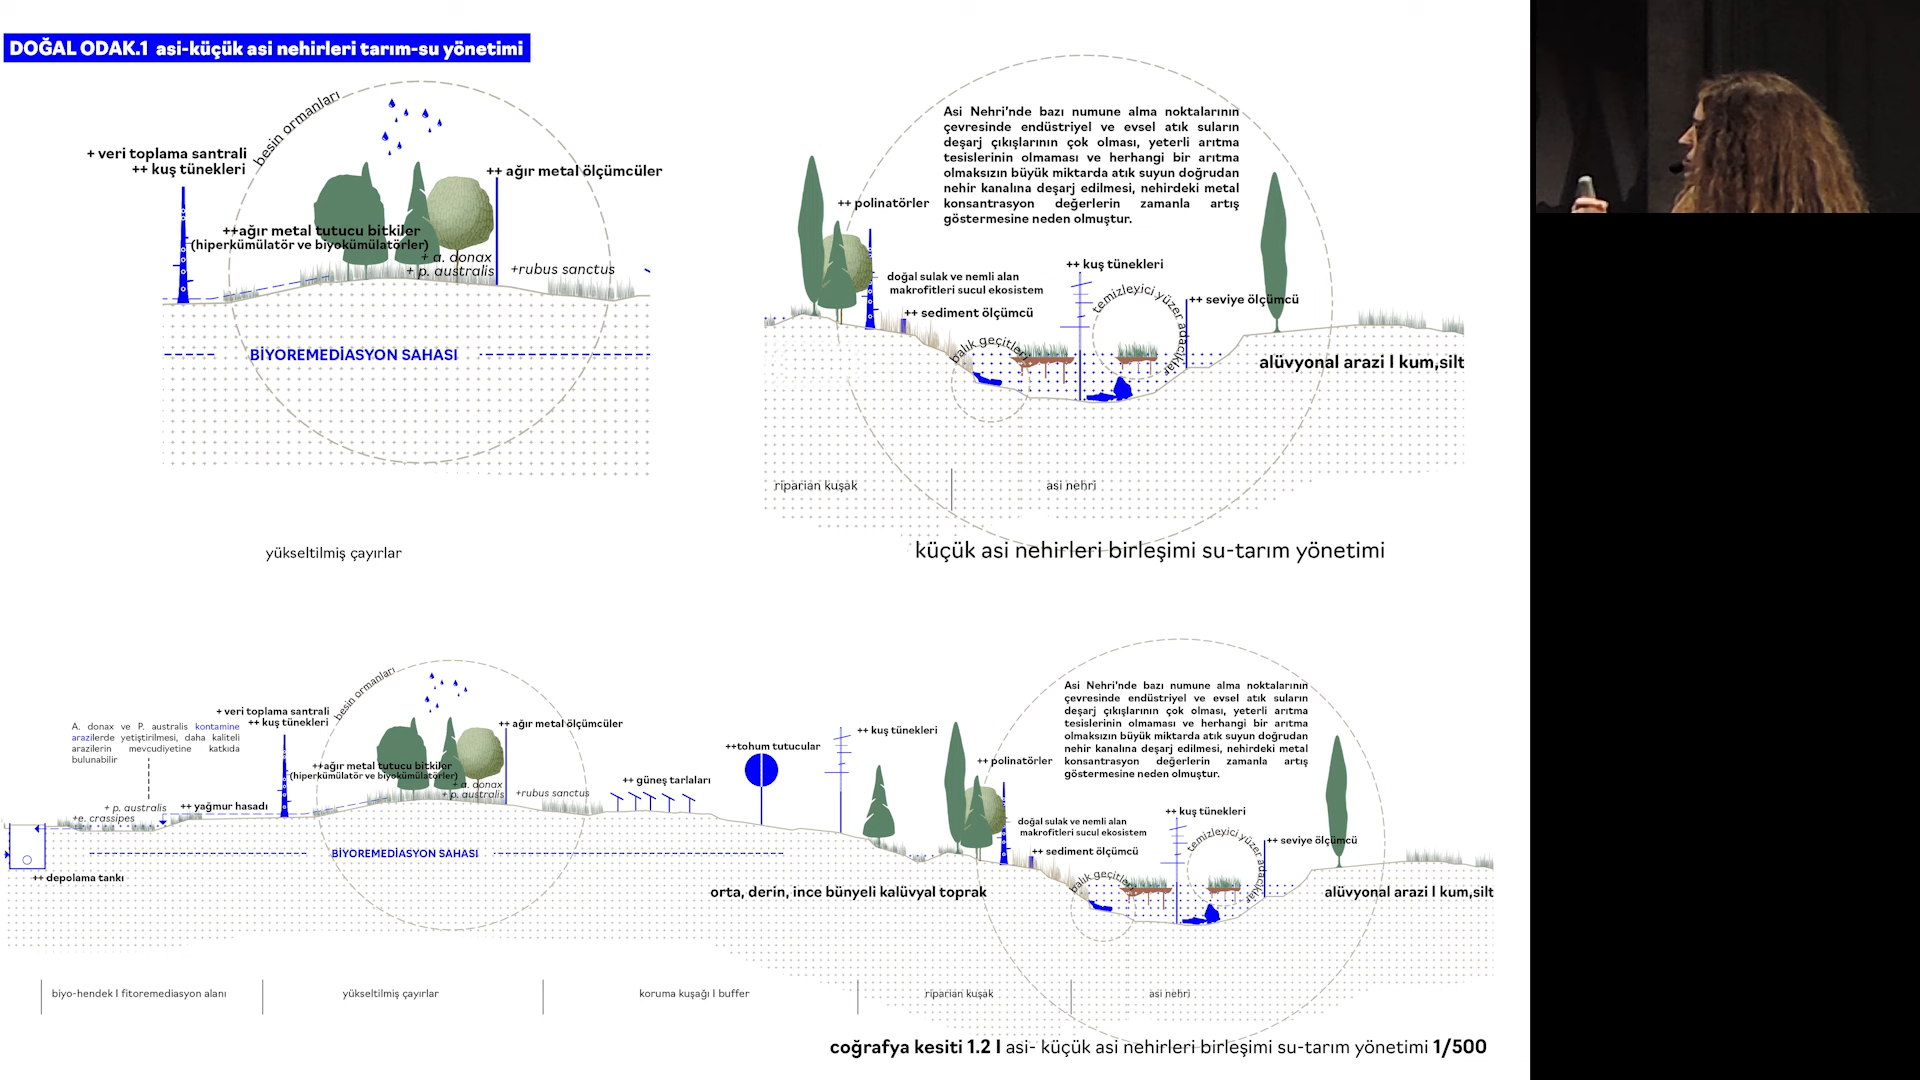 DOĞAL ODAK.1 asi-küçük asi nehirleri tarım-su yönetimi
besin ormanları
+ veri toplama santrali
++ kuş tünekleri
++ ağır metal ölçümcüler
++ağır metal tutucu bitkiler
(hiperkümülatör ve biyokümülatörler)
+ a. donax
+ p. australis
+rubus sanctus
BİYOREMEDİASYON SAHASI
yükseltilmiş çayırlar
Asi Nehri'nde bazı numune alma noktalarının
çevresinde endüstriyel ve evsel atık suların
deşarj çıkışlarının çok olması, yeterli arıtma
tesislerinin olmaması ve herhangi bir arıtma
olmaksızın büyük miktarda atık suyun doğrudan
nehir kanalına deşarj edilmesi, nehirdeki metal
konsantrasyon değerlerin zamanla artış
göstermesine neden olmuştur.
++ polinatörler
doğal sulak ve nemli alan
makrofitleri sucul ekosistem
++ sediment ölçümcü
++ kuş tünekleri
temizleyici yüzer adacıklar
++ seviye ölçümcü
balık geçitleri
alüvyonal arazi I kum,silt
riparian kuşak
asi nehri
küçük asi nehirleri birleşimi su-tarım yönetimi
A. donax ve P. australis kontamine
arazilerde yetiştirilmesi, daha kaliteli
arazilerin mevcudiyetine katkıda
bulunabilir
+ p. australis
+e. crassipes
++ yağmur hasadı
++ depolama tankı
+ veri toplama santrali
++ kuş tünekleri
besin ormanları
++ ağır metal ölçümcüler
++ağır metal tutucu bitkiler
(hiperkümülatör ve biyokümülatörler)
+ a. donax
+ p. australis
+rubus sanctus
BİYOREMEDİASYON SAHASI
++ güneş tarlaları
++tohum tutucular
++ kuş tünekleri
orta, derin, ince bünyeli kalüvyal toprak
++ polinatörler
Asi Nehri'nde bazı numune alma noktalarının
çevresinde endüstriyel ve evsel atık suların
deşarj çıkışlarının çok olması, yeterli arıtma
tesislerinin olmaması ve herhangi bir arıtma
olmaksızın büyük miktarda atık suyun doğrudan
nehir kanalına deşarj edilmesi, nehirdeki metal
konsantrasyon değerlerin zamanla artış
göstermesine neden olmuştur.
doğal sulak ve nemli alan
makrofitleri sucul ekosistem
++ sediment ölçümcü
++ kuş tünekleri
temizleyici yüzer adacıklar
++ seviye ölçümcü
balık geçitleri
alüvyonal arazi I kum,silt
biyo-hendek I fitoremediasyon alanı
yükseltilmiş çayırlar
koruma kuşağı I buffer
riparian kuşak
asi nehri
coğrafya kesiti 1.2 I asi- küçük asi nehirleri birleşimi su-tarım yönetimi 1/500